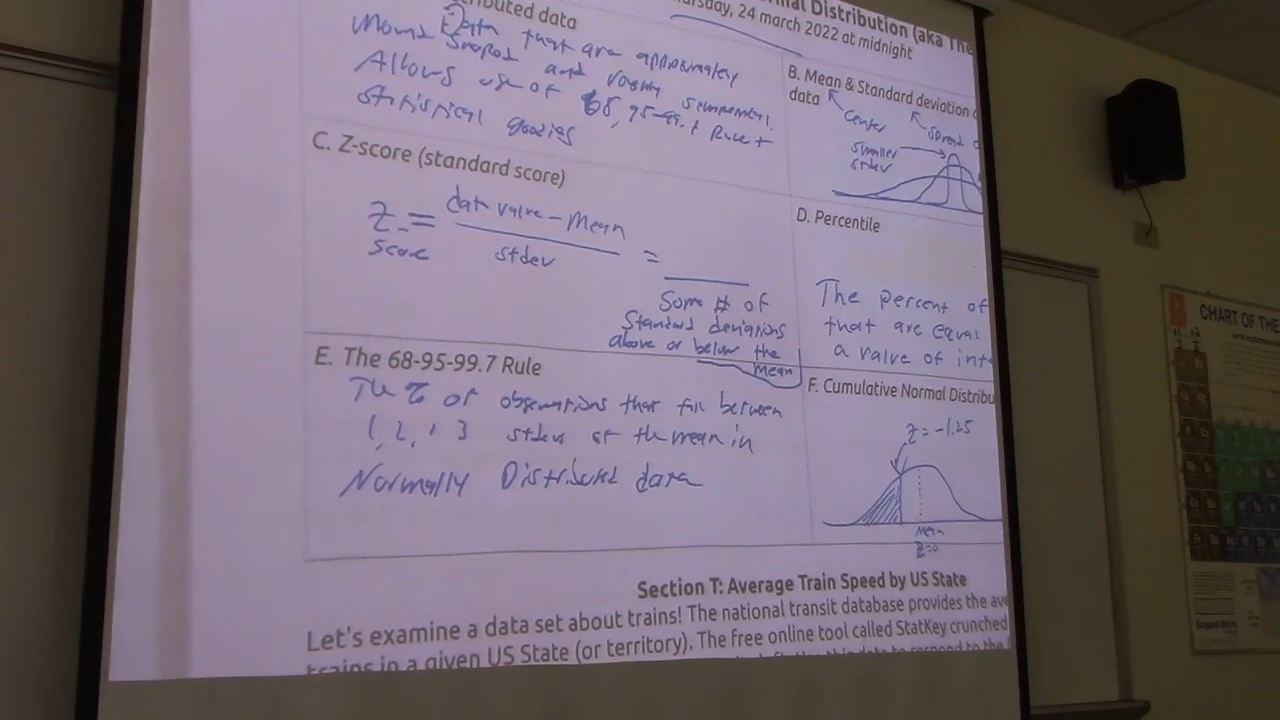 tributed data
Data that are approximately
Mound Shaped and roughly symmetrical.
Allows use of 68, 95-99.7 Rule +
statistical goodies
rmal Distribution (aka The
rsday, 24 march 2022 at midnight
B. Mean & Standard deviation
data
center
spread
smaller
stdev
C. Z-score (standard score)
Z = data value - Mean
score
stdev
=
Some # of
Standard deviations
above or below the
mean
D. Percentile
The percent of
that are equal
a value of int
E. The 68-95-99.7 Rule
The % of observations that fall between
1, 2, + 3 stdevs of the mean in
Normally Distributed data
F. Cumulative Normal Distribu
z = -1.25
Mean
z=0
Section T: Average Train Speed by US State
Let's examine a data set about trains! The national transit database provides the ave
trains in a given US State (or territory). The free online tool called StatKey crunched
CHART OF THE